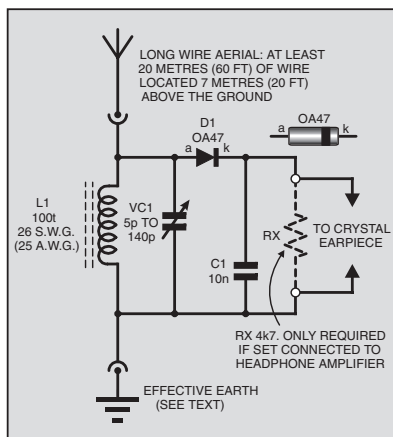 LONG WIRE AERIAL: AT LEAST
20 METRES (60 FT) OF WIRE
LOCATED 7 METRES (20 FT)
ABOVE THE GROUND
D1
OA47
a
k
OA47
a
k
L1
100t
26 S.W.G.
(25 A.W.G.)
VC1
5p TO
140p
C1
10n
RX
TO CRYSTAL
EARPIECE
RX 4k7. ONLY REQUIRED
IF SET CONNECTED TO
HEADPHONE AMPLIFIER
EFFECTIVE EARTH
(SEE TEXT)